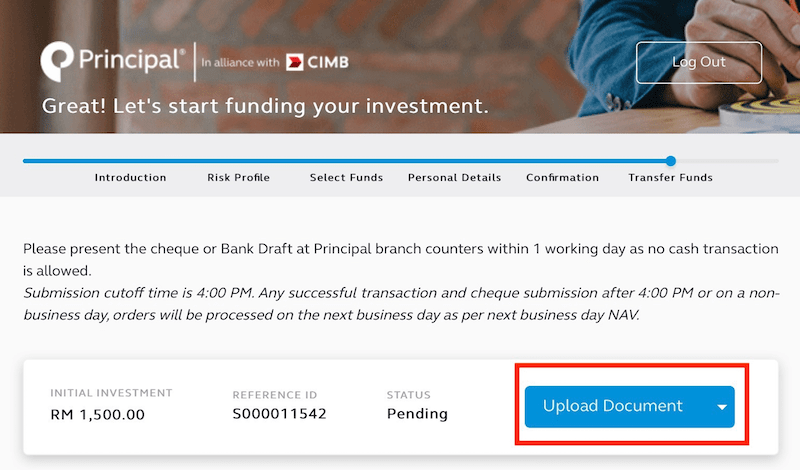 Principal® In alliance with CIMB
Log Out
Great! Let's start funding your investment.
Introduction Risk Profile Select Funds Personal Details Confirmation Transfer Funds
Please present the cheque or Bank Draft at Principal branch counters within 1 working day as no cash transaction
is allowed.
Submission cutoff time is 4:00 PM. Any successful transaction and cheque submission after 4:00 PM or on a non-
business day, orders will be processed on the next business day as per next business day NAV.
INITIAL INVESTMENT REFERENCE ID STATUS
RM 1,500.00 S000011542 Pending
Upload Document